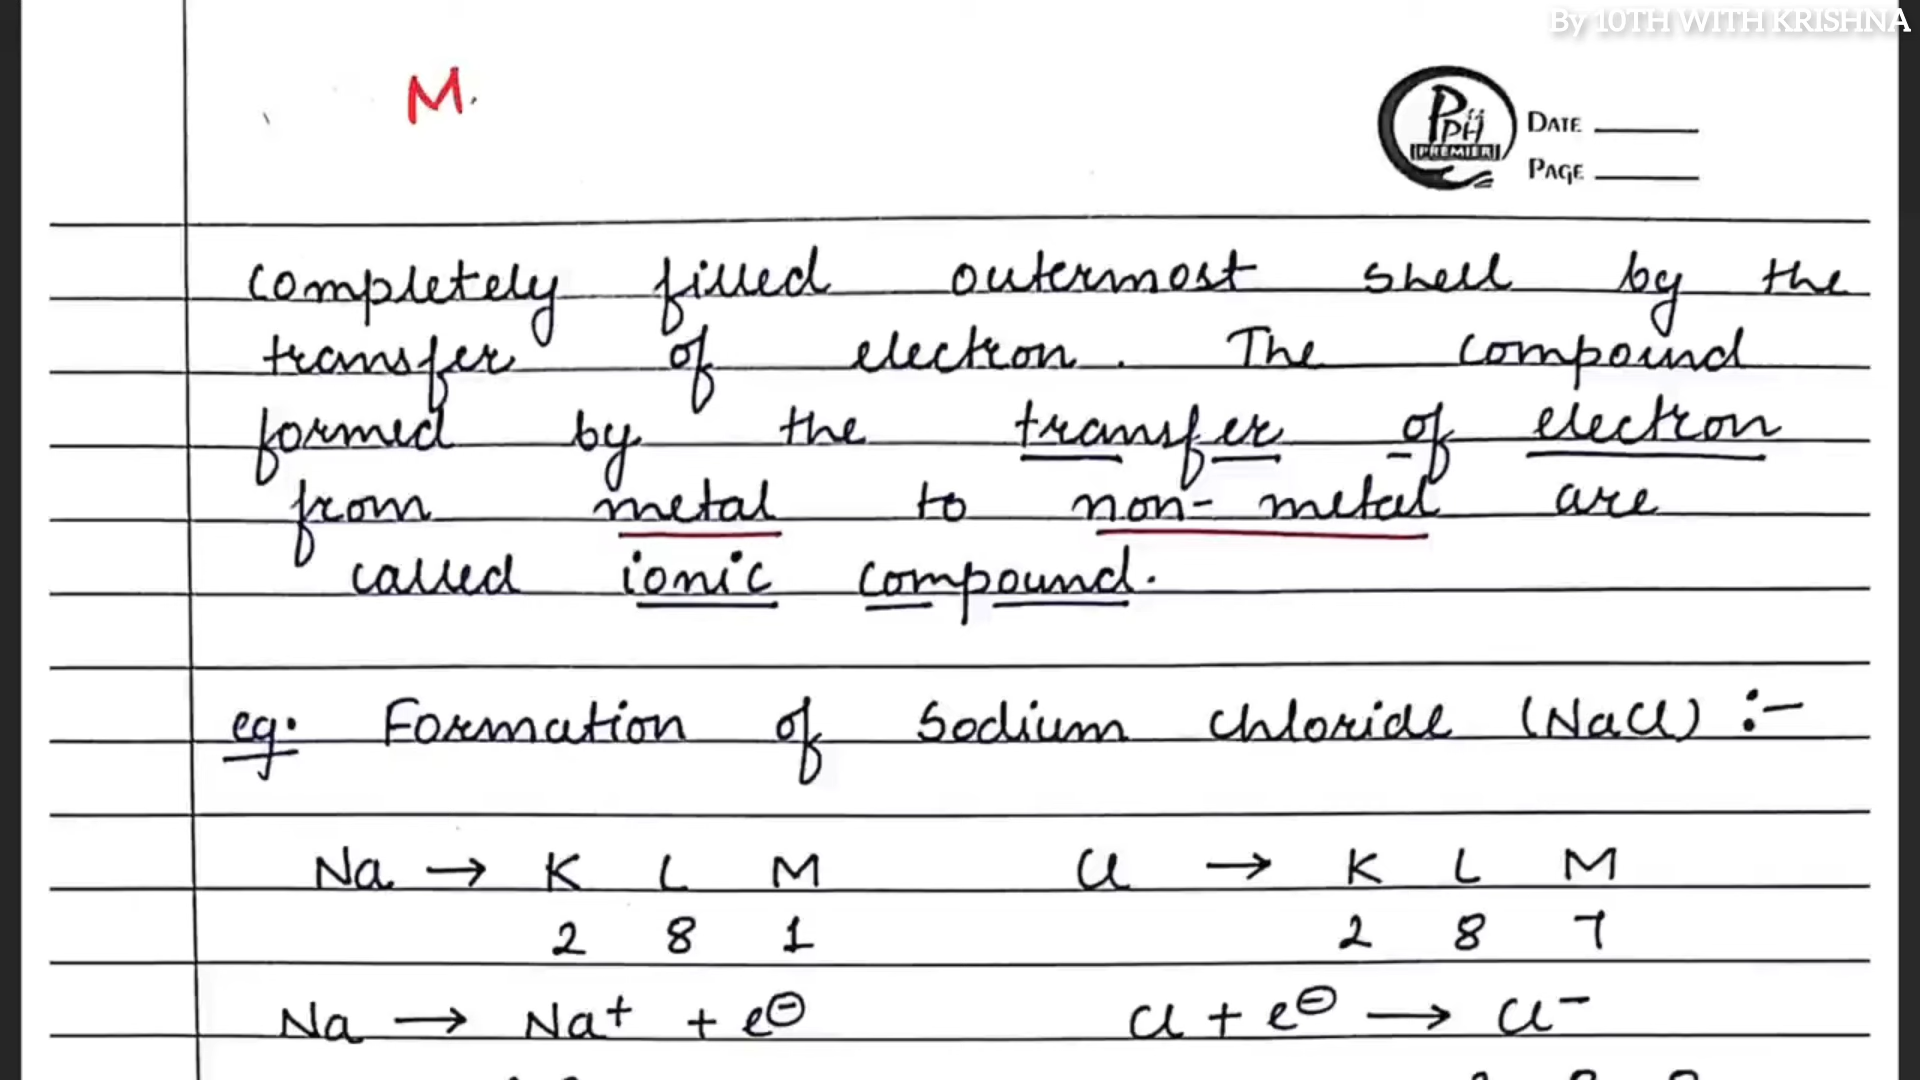 By 10TH WITH KRISHNA
M.
PPH
PREMIER
DATE
PAGE
completely filled outermost shell by the
transfer of electron. The compound
formed by the transfer of electron
from metal to non-metal are
called ionic compound.
eg. Formation of Sodium chloride (NaCl) :-
Na → K L M Cl → K L M
2 8 1 2 8 7
Na → Na+ + e⊖ Cl + e⊖ → Cl-